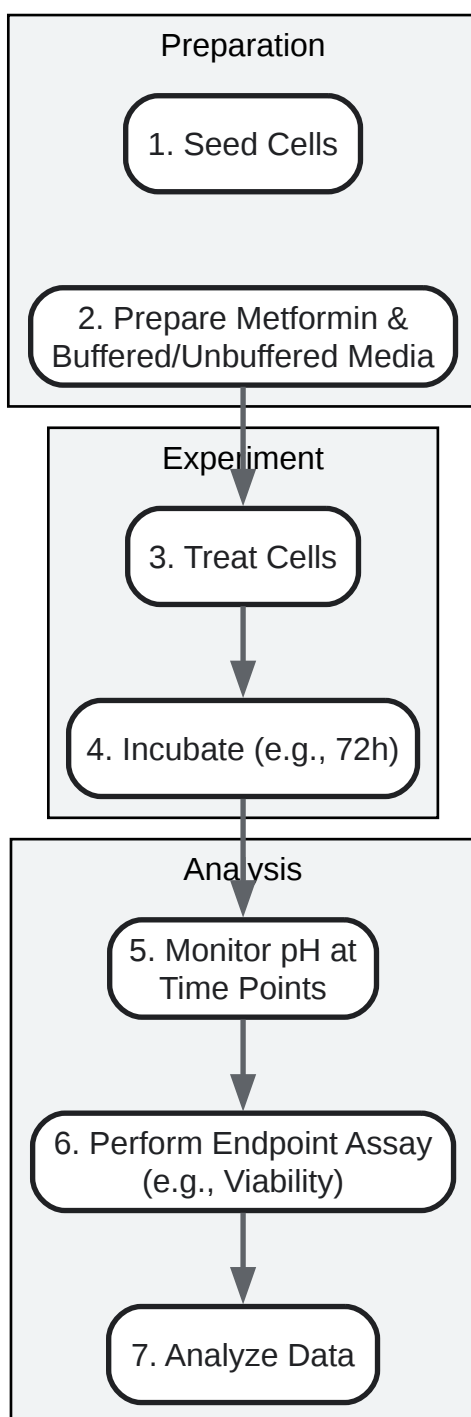 Preparation
1. Seed Cells
2. Prepare Metformin &
Buffered/Unbuffered Media
Experiment
3. Treat Cells
4. Incubate (e.g., 72h)
Analysis
5. Monitor pH at
Time Points
6. Perform Endpoint Assay
(e.g., Viability)
7. Analyze Data